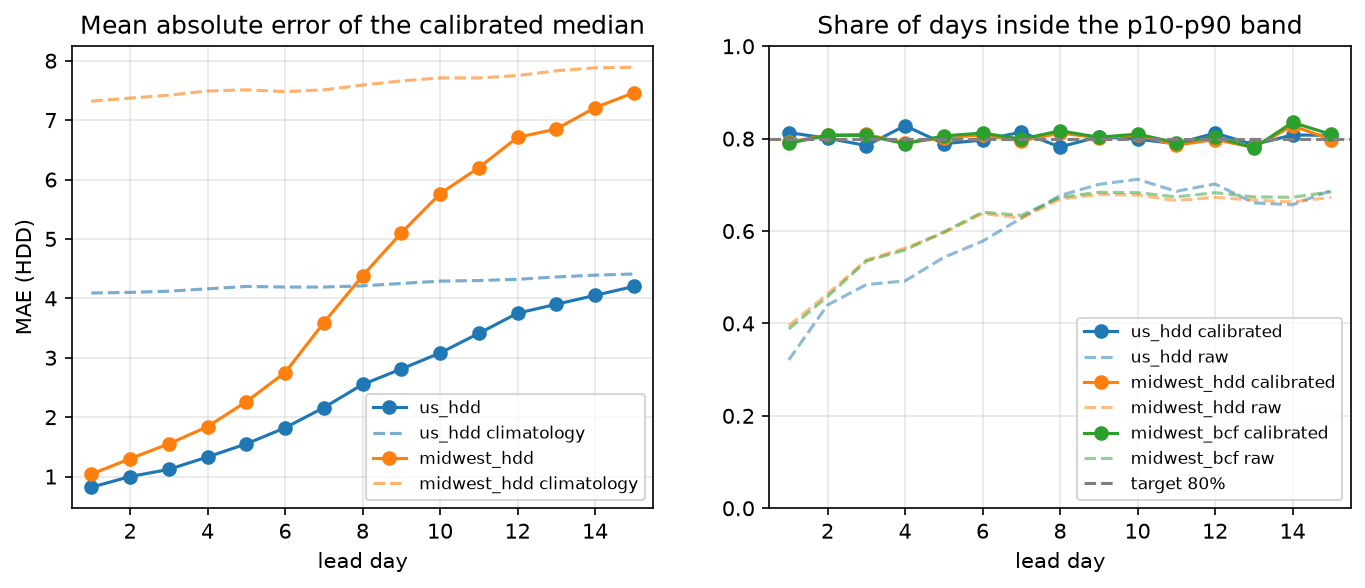 Mean absolute error of the calibrated median
MAE (HDD)
8
7
6
5
4
3
2
1
2
4
6
8
10
12
14
lead day
us_hdd
us_hdd climatology
midwest_hdd
midwest_hdd climatology
Share of days inside the p10-p90 band
1.0
0.8
0.6
0.4
0.2
0.0
2
4
6
8
10
12
14
lead day
us_hdd calibrated
us_hdd raw
midwest_hdd calibrated
midwest_hdd raw
midwest_bcf calibrated
midwest_bcf raw
target 80%